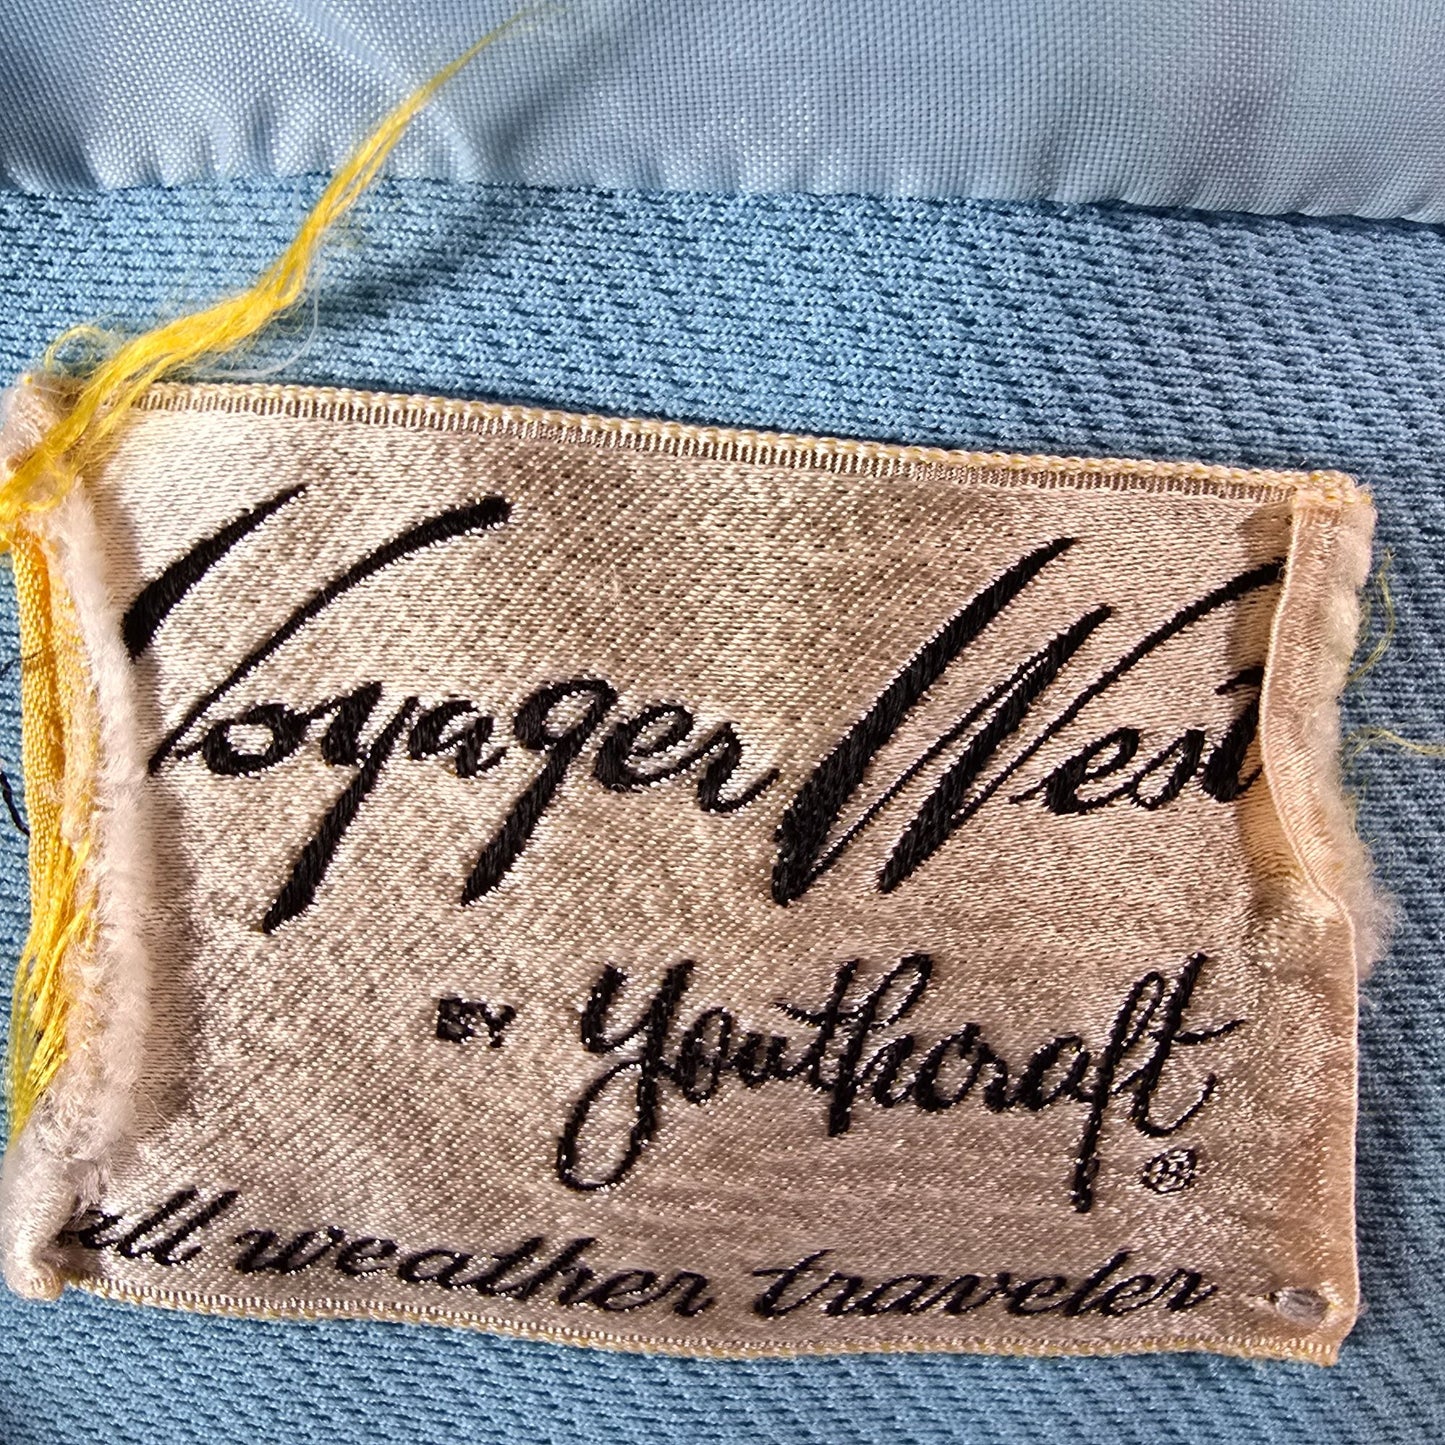 Voyager West
BY Youthcraft ®
all weather traveler